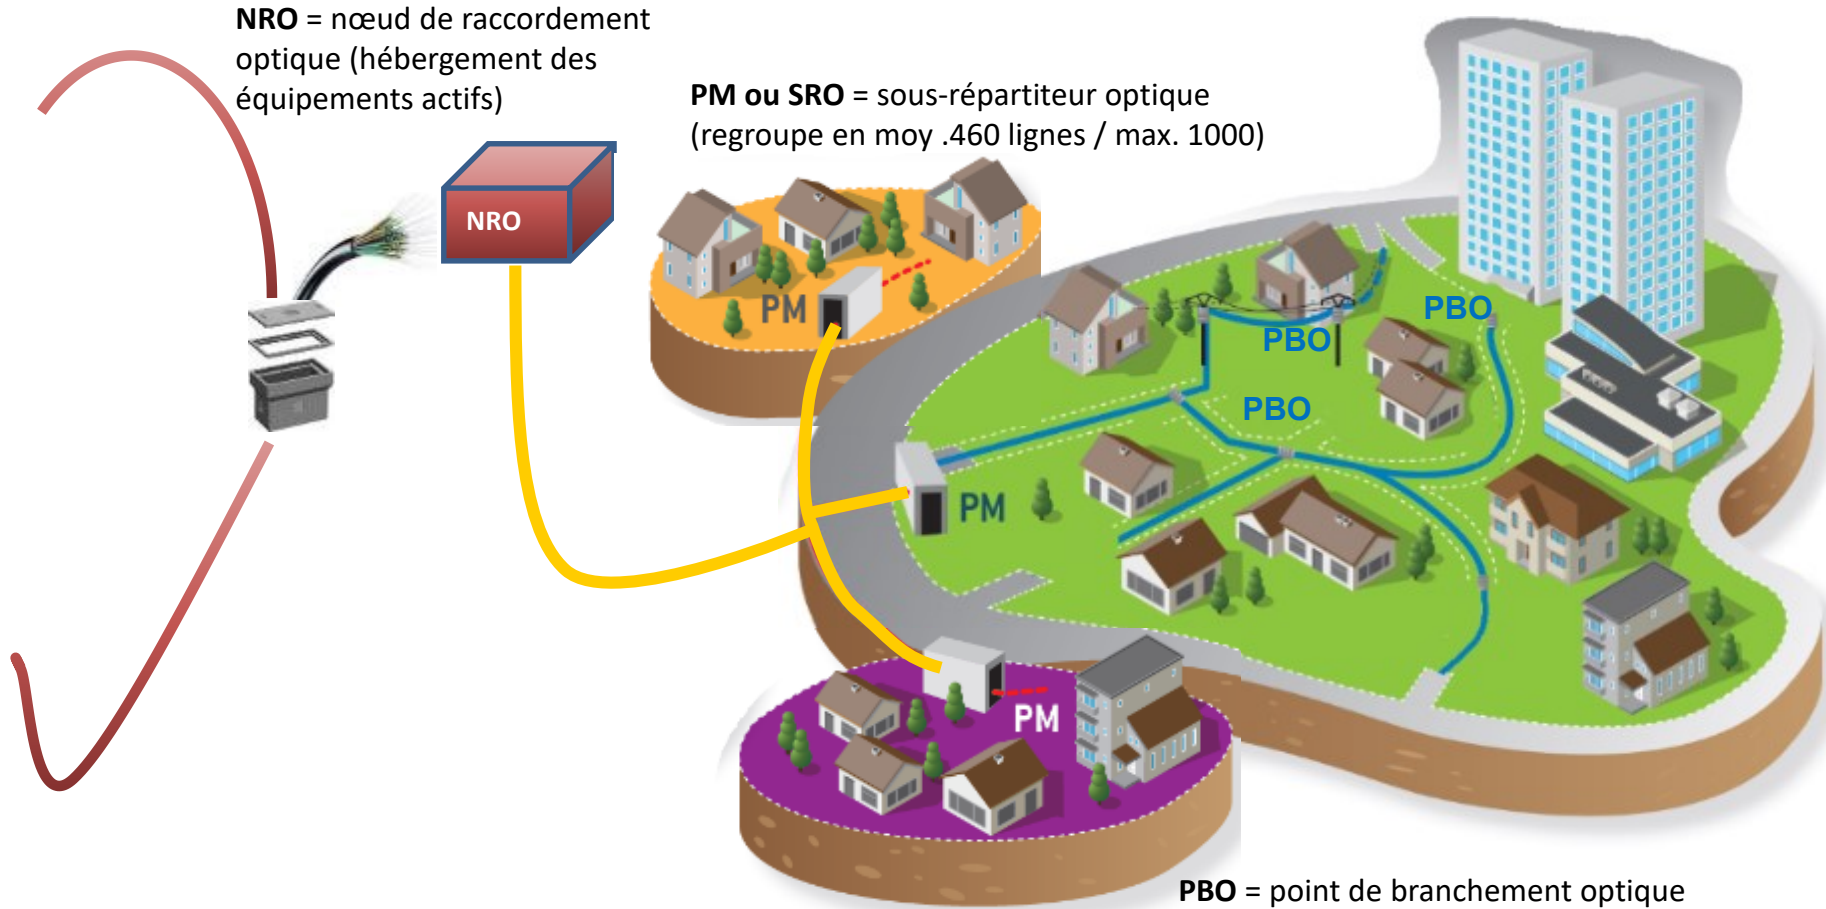 NRO = nœud de raccordement
optique (hébergement des
équipements actifs)
PM ou SRO = sous-répartiteur optique
(regroupe en moy .460 lignes / max. 1000)
NRO
PM
PBO
PBO
PBO
PM
PM
PBO = point de branchement optique